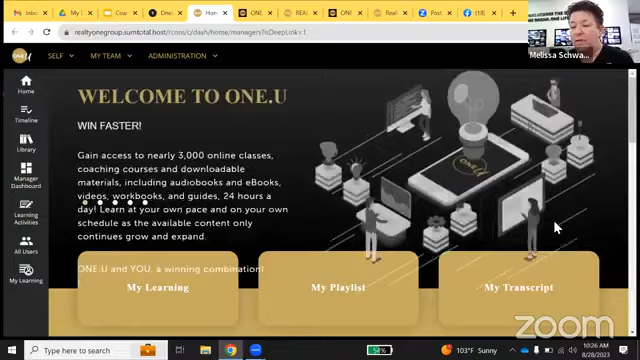 Home
ONE.
realtyonegroup.sumtotal.host/rcons/c/dash/home/managers?isDeepLink=1
Melissa Schwa...
ONE.U
SELF
MY TEAM
ADMINISTRATION
Home
Timeline
Library
Manager
Dashboard
Learning
Activities
All Users
My Learning
WELCOME TO ONE.U
WIN FASTER!
Gain access to nearly 3,000 online classes,
coaching courses and downloadable
materials, including audiobooks and eBooks,
videos, workbooks, and guides, 24 hours a
day! Learn at your own pace and on your own
schedule as the available content only
continues grow and expand.
ONE.U and YOU, a winning combination!
My Learning
My Playlist
My Transcript
zoom
Type here to search
103°F Sunny
10:26 AM
8/28/2023